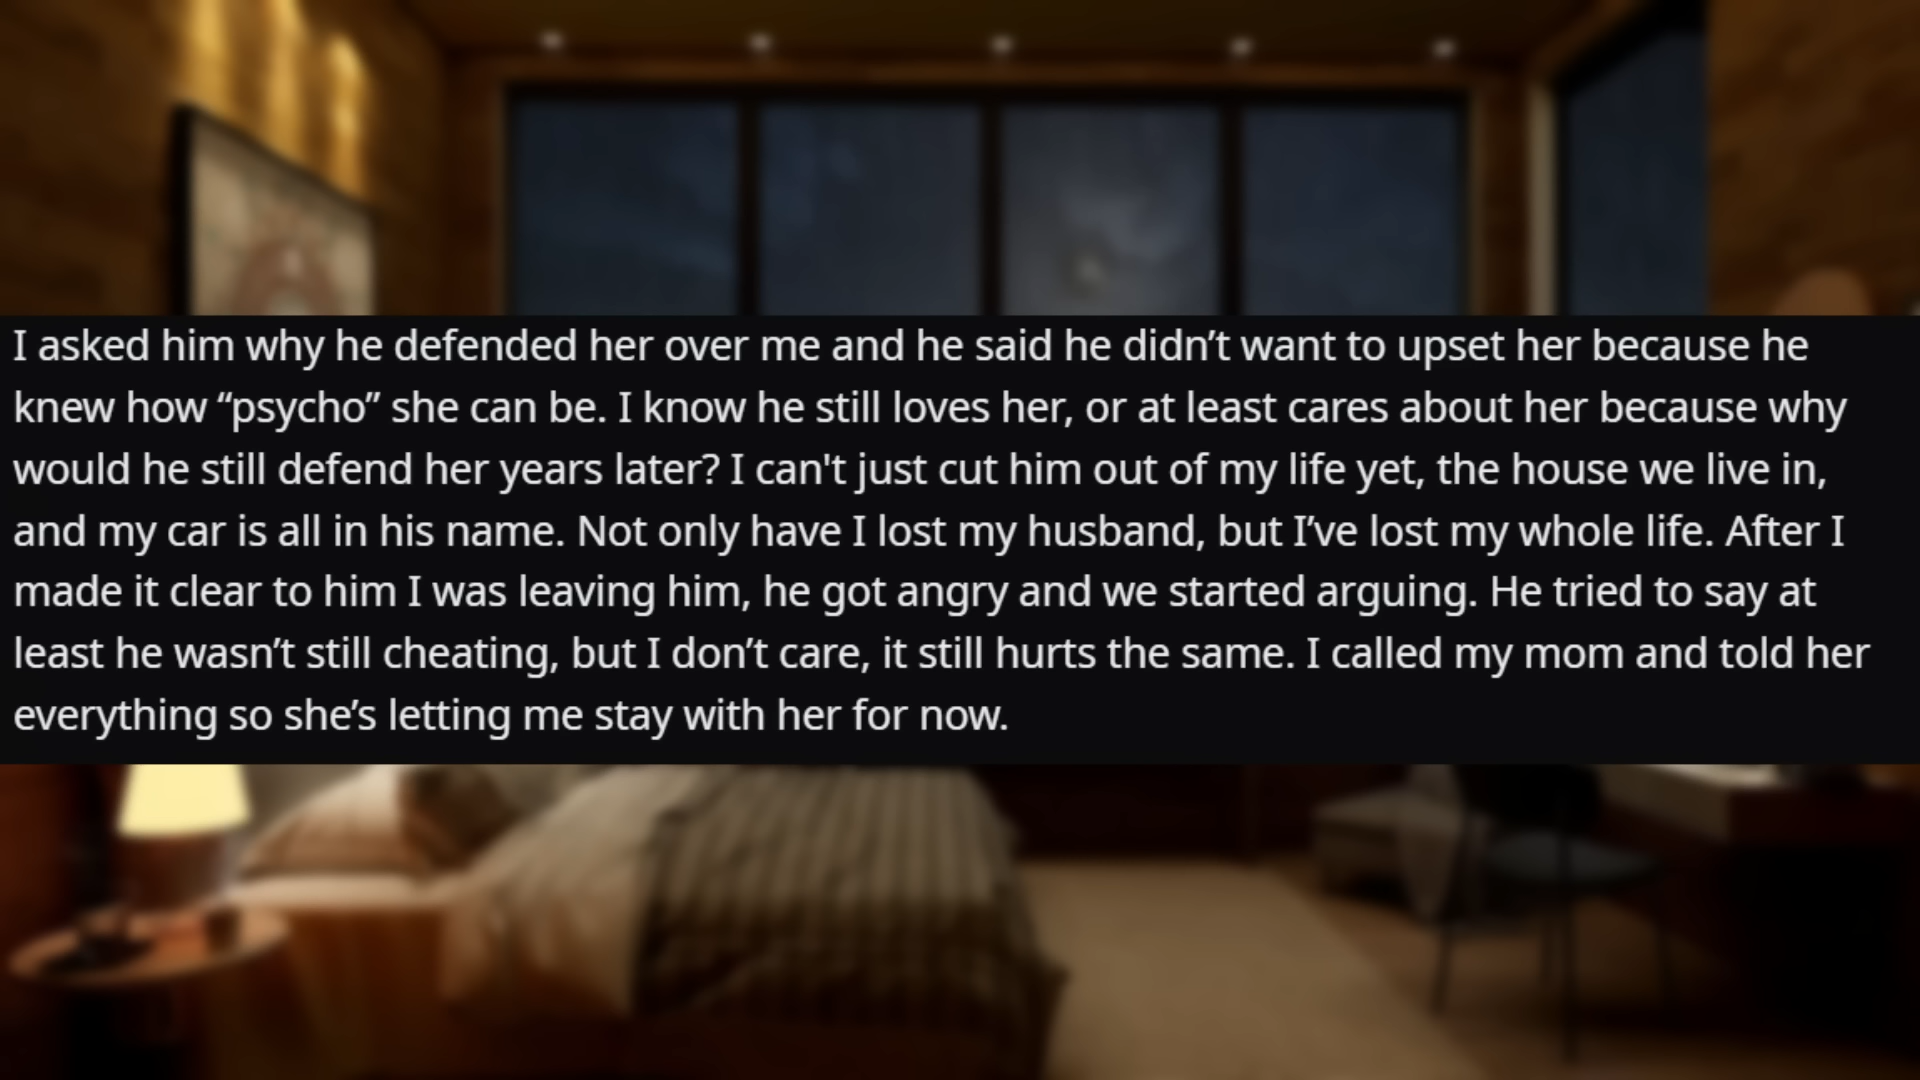 I asked him why he defended her over me and he said he didn’t want to upset her because he
knew how “psycho” she can be. I know he still loves her, or at least cares about her because why
would he still defend her years later? I can't just cut him out of my life yet, the house we live in,
and my car is all in his name. Not only have I lost my husband, but I’ve lost my whole life. After I
made it clear to him I was leaving him, he got angry and we started arguing. He tried to say at
least he wasn’t still cheating, but I don’t care, it still hurts the same. I called my mom and told her
everything so she’s letting me stay with her for now.